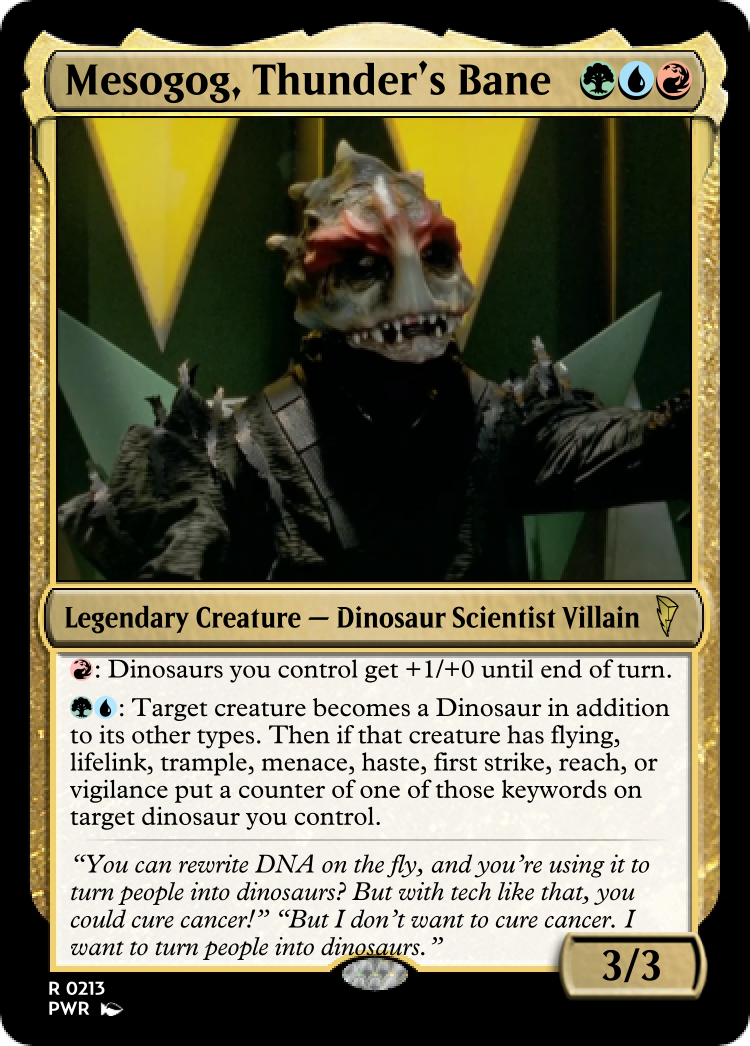 Mesogog, Thunder's Bane
Legendary Creature — Dinosaur Scientist Villain
: Dinosaurs you control get +1/+0 until end of turn.
: Target creature becomes a Dinosaur in addition
to its other types. Then if that creature has flying,
lifelink, trample, menace, haste, first strike, reach, or
vigilance put a counter of one of those keywords on
target dinosaur you control.
“You can rewrite DNA on the fly, and you’re using it to
turn people into dinosaurs? But with tech like that, you
could cure cancer!” “But I don’t want to cure cancer. I
want to turn people into dinosaurs.”
3/3
R 0213
PWR